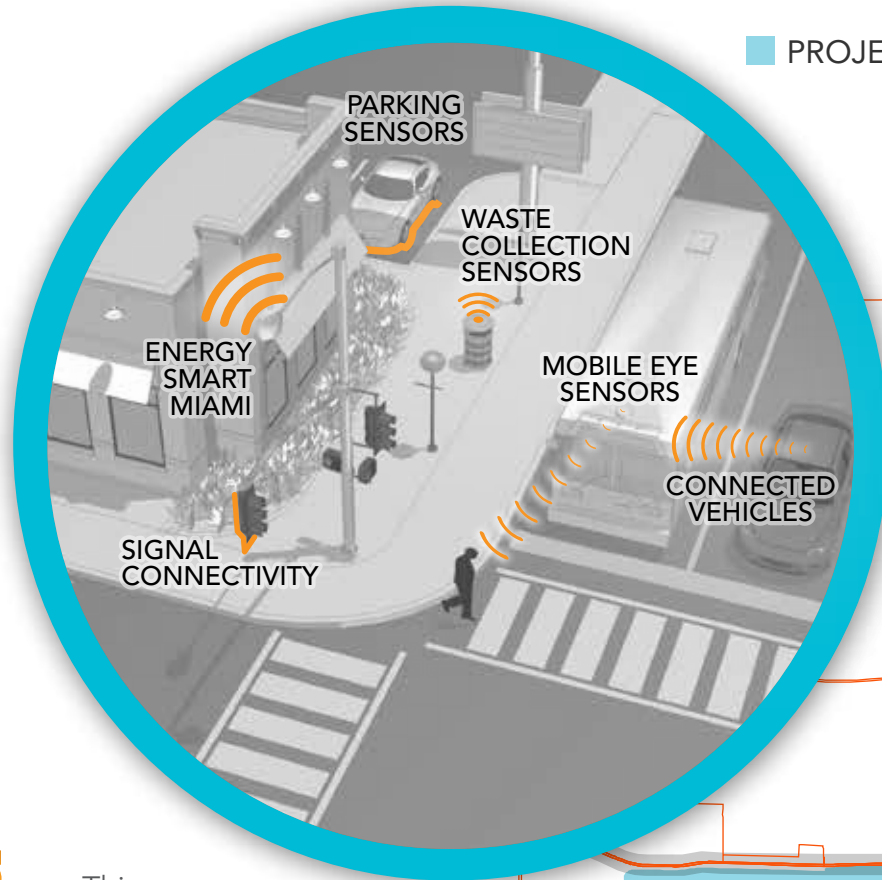 PROJE
PARKING
SENSORS
WASTE
COLLECTION
SENSORS
ENERGY
SMART
MIAMI
MOBILE EYE
SENSORS
CONNECTED
VEHICLES
SIGNAL
CONNECTIVITY